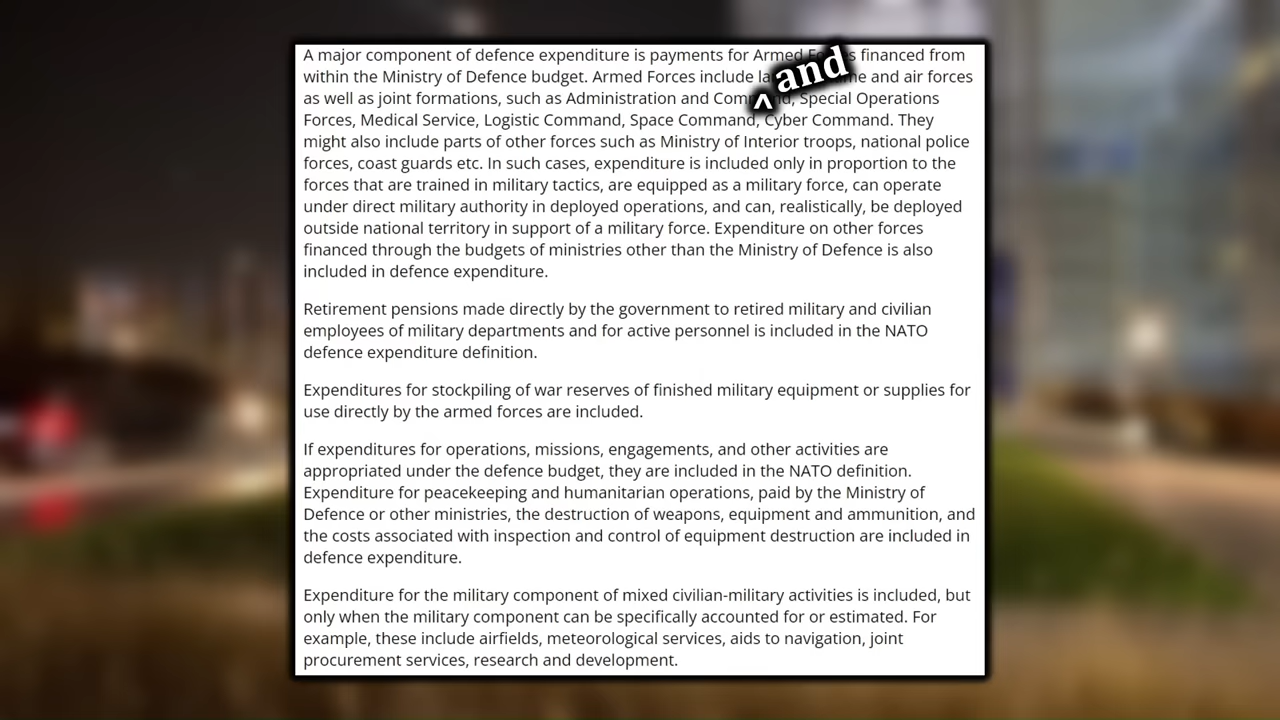 A major component of defence expenditure is payments for Armed financed from
within the Ministry of Defence budget. Armed Forces include and air forces
^ and
as well as joint formations, such as Administration and Special Operations
Forces, Medical Service, Logistic Command, Space Command, Cyber Command. They
might also include parts of other forces such as Ministry of Interior troops, national police
forces, coast guards etc. In such cases, expenditure is included only in proportion to the
forces that are trained in military tactics, are equipped as a military force, can operate
under direct military authority in deployed operations, and can, realistically, be deployed
outside national territory in support of a military force. Expenditure on other forces
financed through the budgets of ministries other than the Ministry of Defence is also
included in defence expenditure.
Retirement pensions made directly by the government to retired military and civilian
employees of military departments and for active personnel is included in the NATO
defence expenditure definition.
Expenditures for stockpiling of war reserves of finished military equipment or supplies for
use directly by the armed forces are included.
If expenditures for operations, missions, engagements, and other activities are
appropriated under the defence budget, they are included in the NATO definition.
Expenditure for peacekeeping and humanitarian operations, paid by the Ministry of
Defence or other ministries, the destruction of weapons, equipment and ammunition, and
the costs associated with inspection and control of equipment destruction are included in
defence expenditure.
Expenditure for the military component of mixed civilian-military activities is included, but
only when the military component can be specifically accounted for or estimated. For
example, these include airfields, meteorological services, aids to navigation, joint
procurement services, research and development.